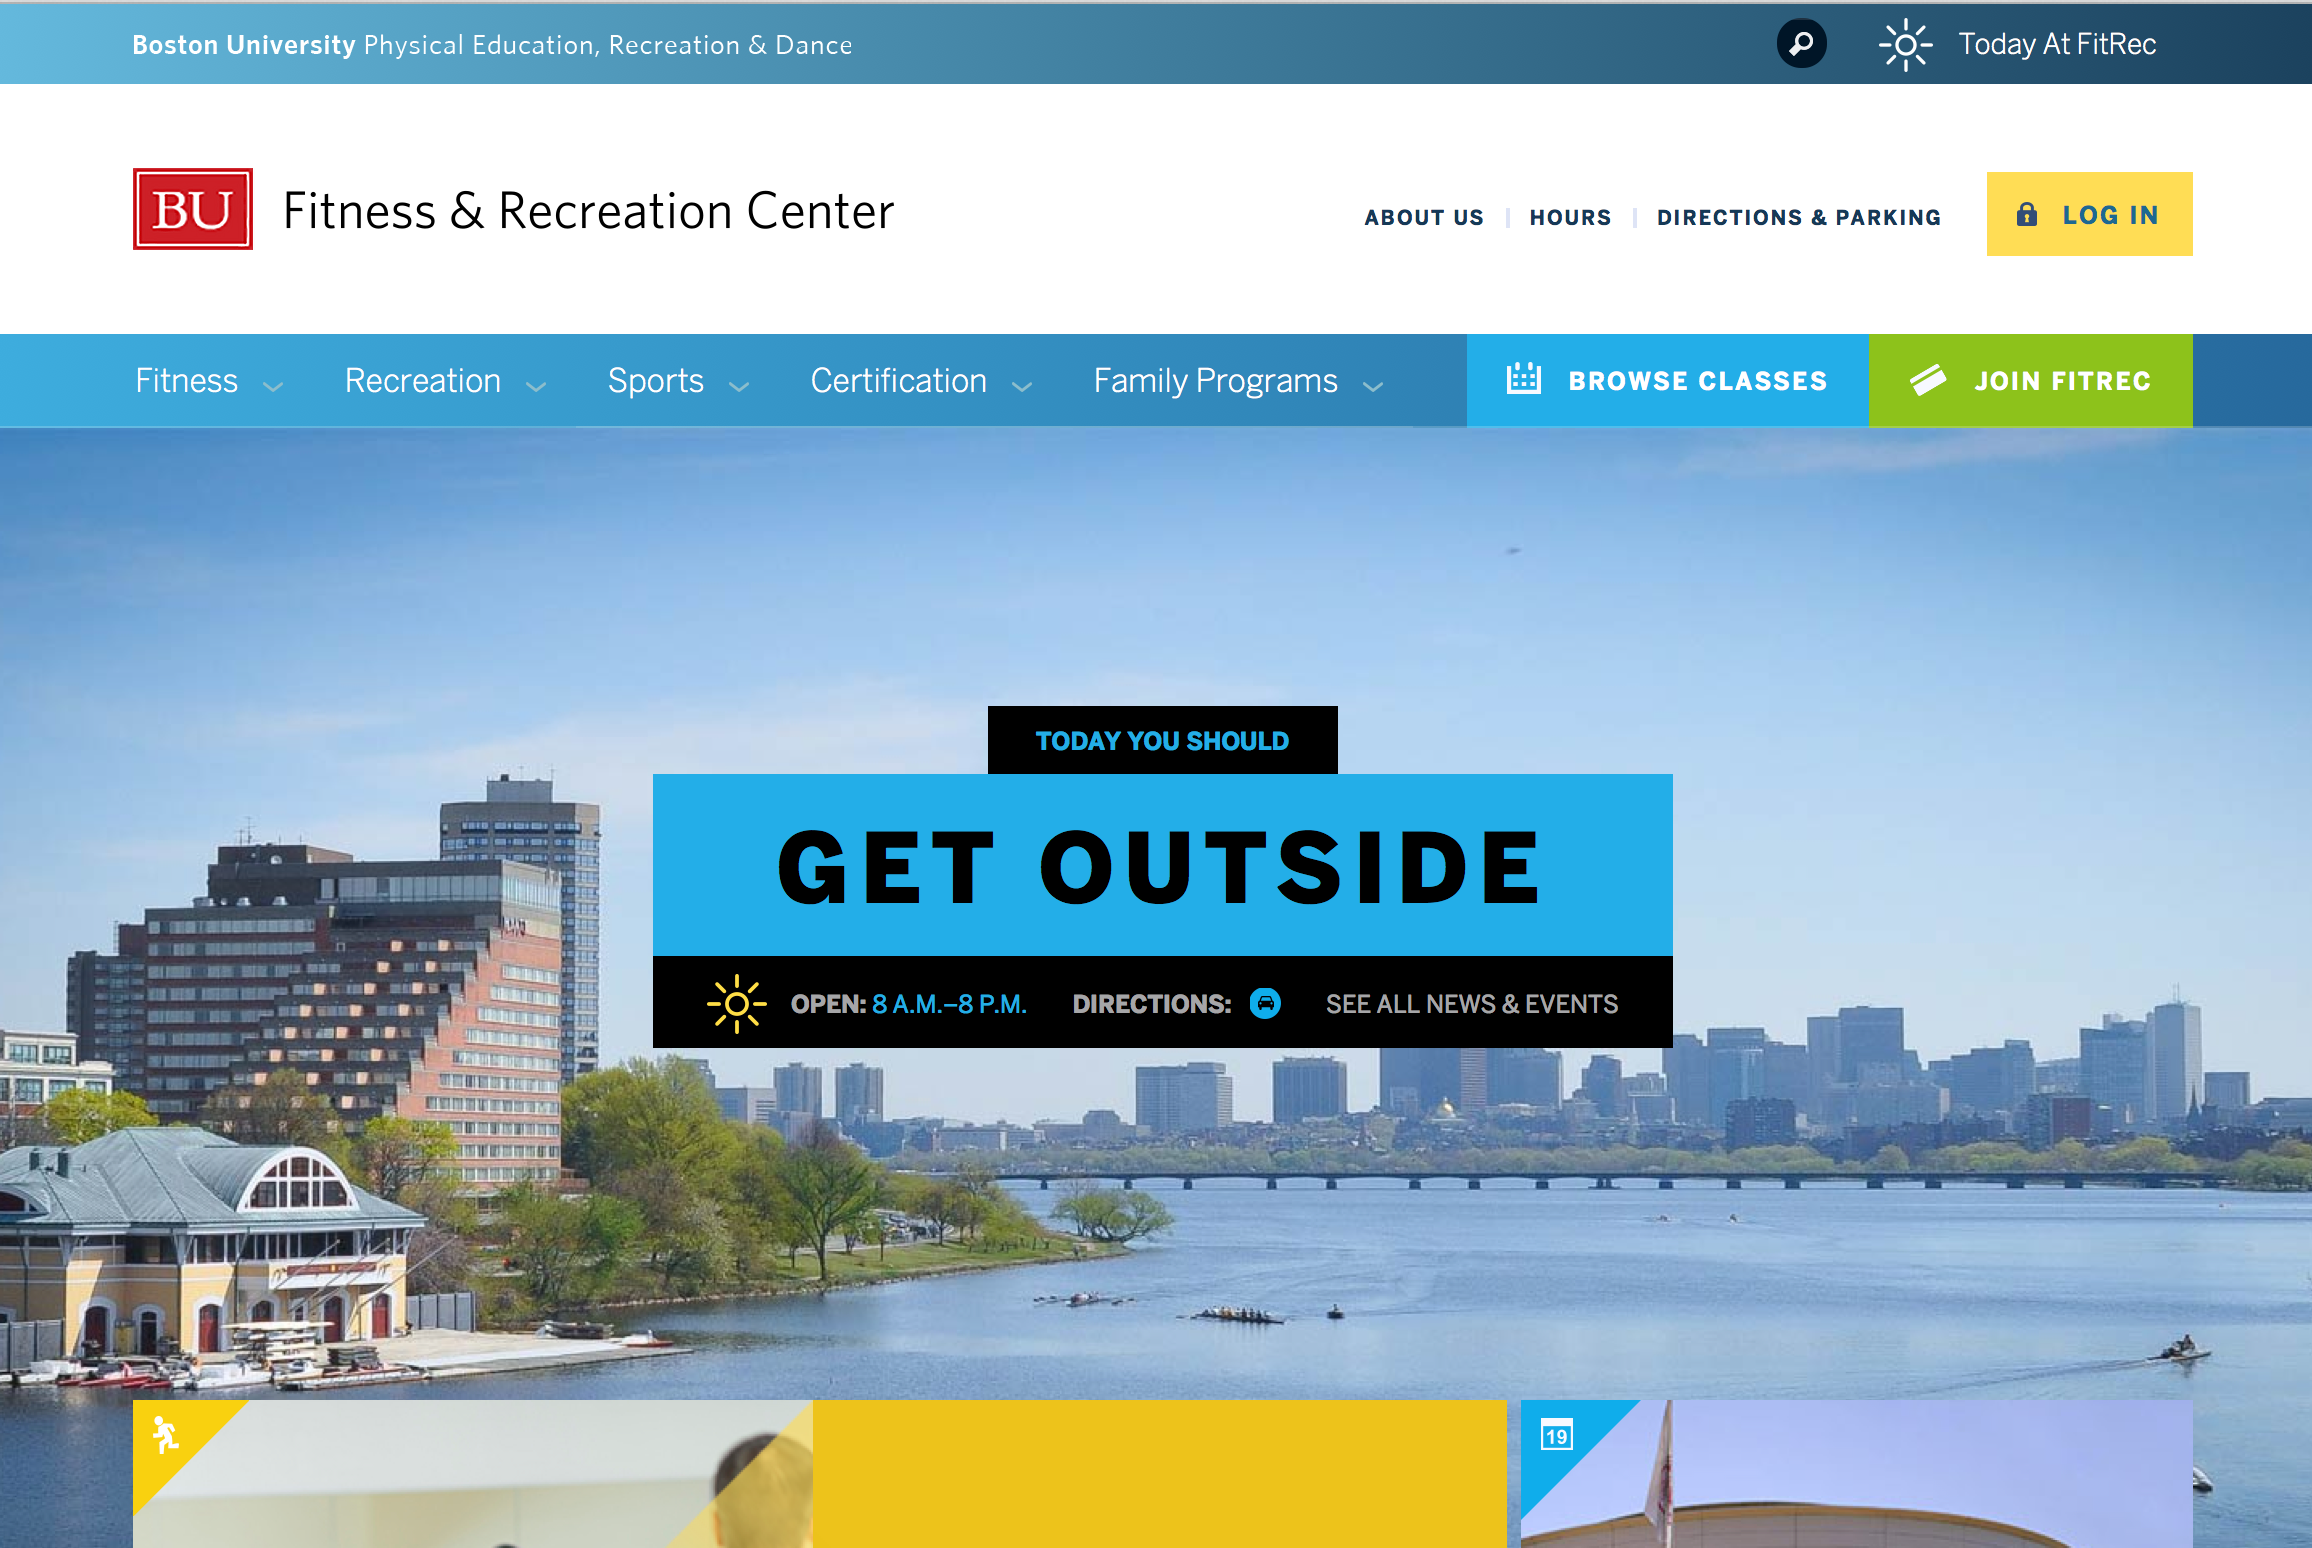 Boston University Physical Education, Recreation & Dance
Today At FitRec
BU
Fitness & Recreation Center
ABOUT US
HOURS
DIRECTIONS & PARKING
LOG IN
Fitness
Recreation
Sports
Certification
Family Programs
BROWSE CLASSES
JOIN FITREC
TODAY YOU SHOULD
GET OUTSIDE
OPEN: 8 A.M.–8 P.M.
DIRECTIONS:
SEE ALL NEWS & EVENTS
19